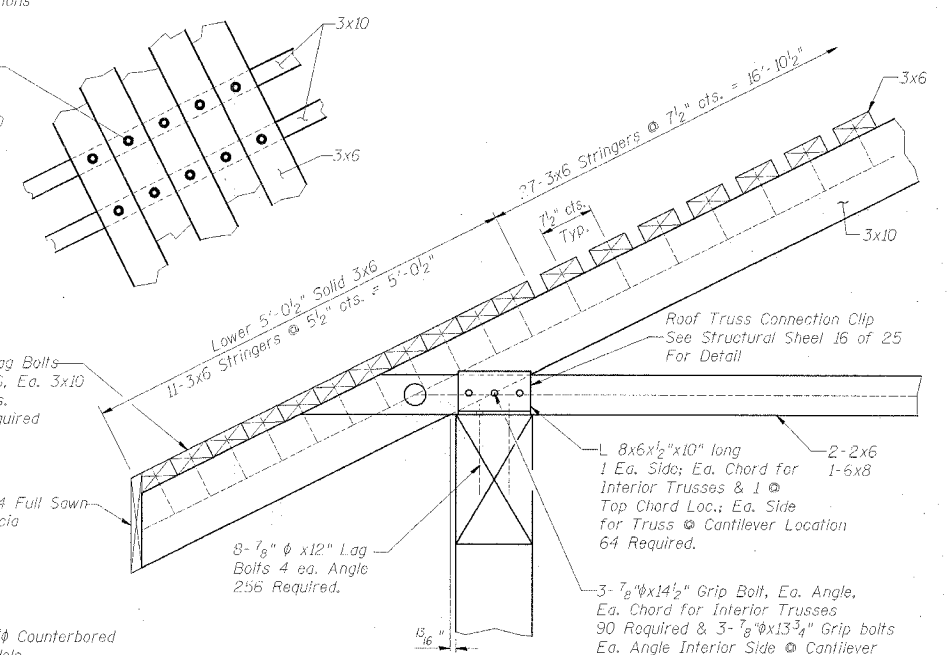 3x10
3x6
27-3x6 Stringers @ 7½" cts. = 16'-10½"
3x6
7½" cts.
Typ.
3x10
Lower 5'-0½" Solid 3x6
11-3x6 Stringers @ 5½" cts. = 5'-0½"
Roof Truss Connection Clip
See Structural Sheel 16 of 25
For Detail
Bolts
Ea. 3x10
L 8x6x½"x10" long
1 Ea. Side; Ea. Chord for
Interior Trusses & 1 @
Top Chord Loc.; Ea. Side
for Truss @ Cantilever Location
64 Required.
2-2x6
1-6x8
4 Full Sawn
8-⅞" ϕ x12" Lag
Bolts 4 ea. Angle
256 Required.
3-⅞"ϕx14½" Grip Bolt, Ea. Angle,
Ea. Chord for Interior Trusses
90 Required & 3-⅞"ϕx13¾" Grip bolts
Ea. Angle Interior Side @ Cantilever
ϕ Counterbored
13/16"